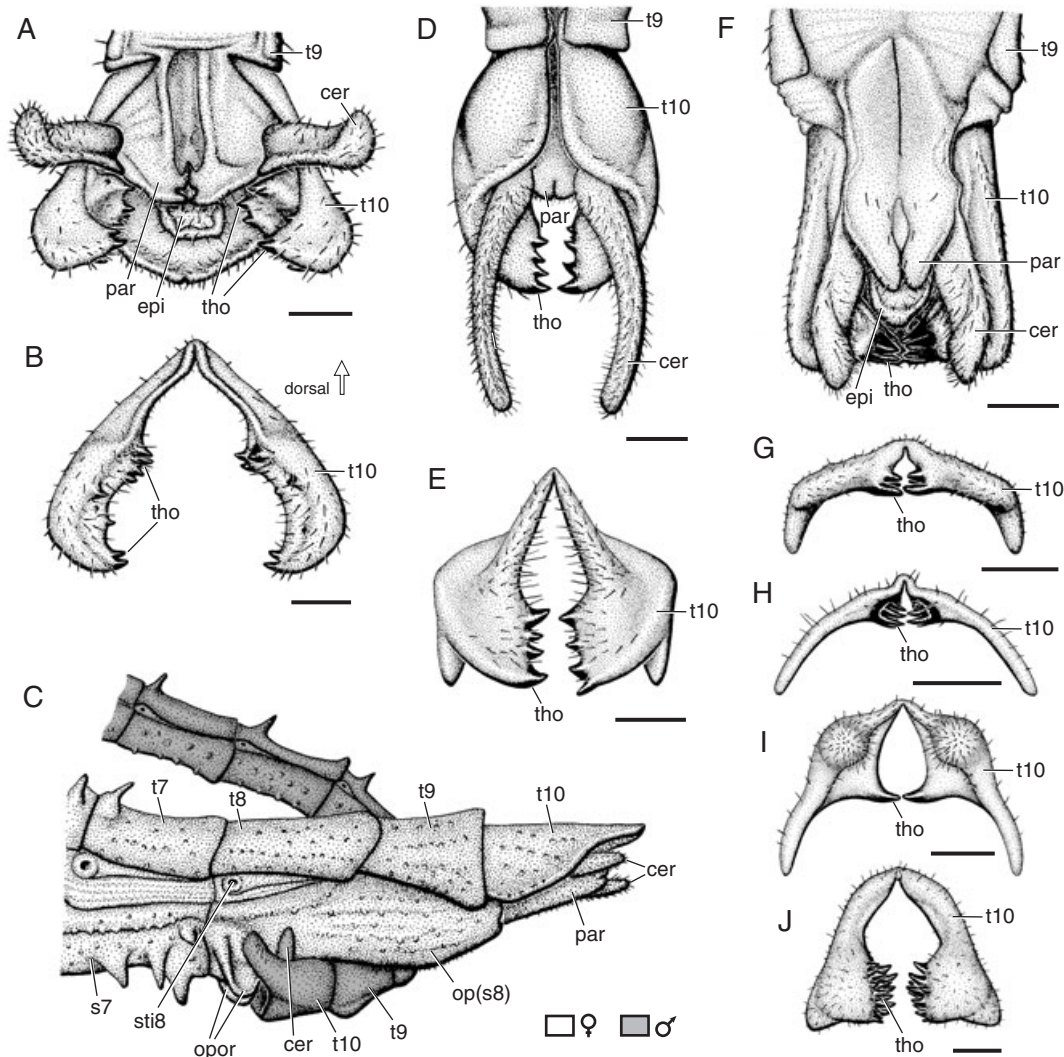 A
t9
cer
t10
par
epi
tho
B
dorsal
t10
tho
C
t7
t8
t9
t10
cer
par
op(s8)
s7
sti8
opor
cer
t10
t9
♀ ♂
D
t9
t10
par
tho
cer
E
t10
tho
F
t9
t10
par
cer
epi
tho
G
t10
tho
H
t10
tho
I
t10
tho
J
t10
tho